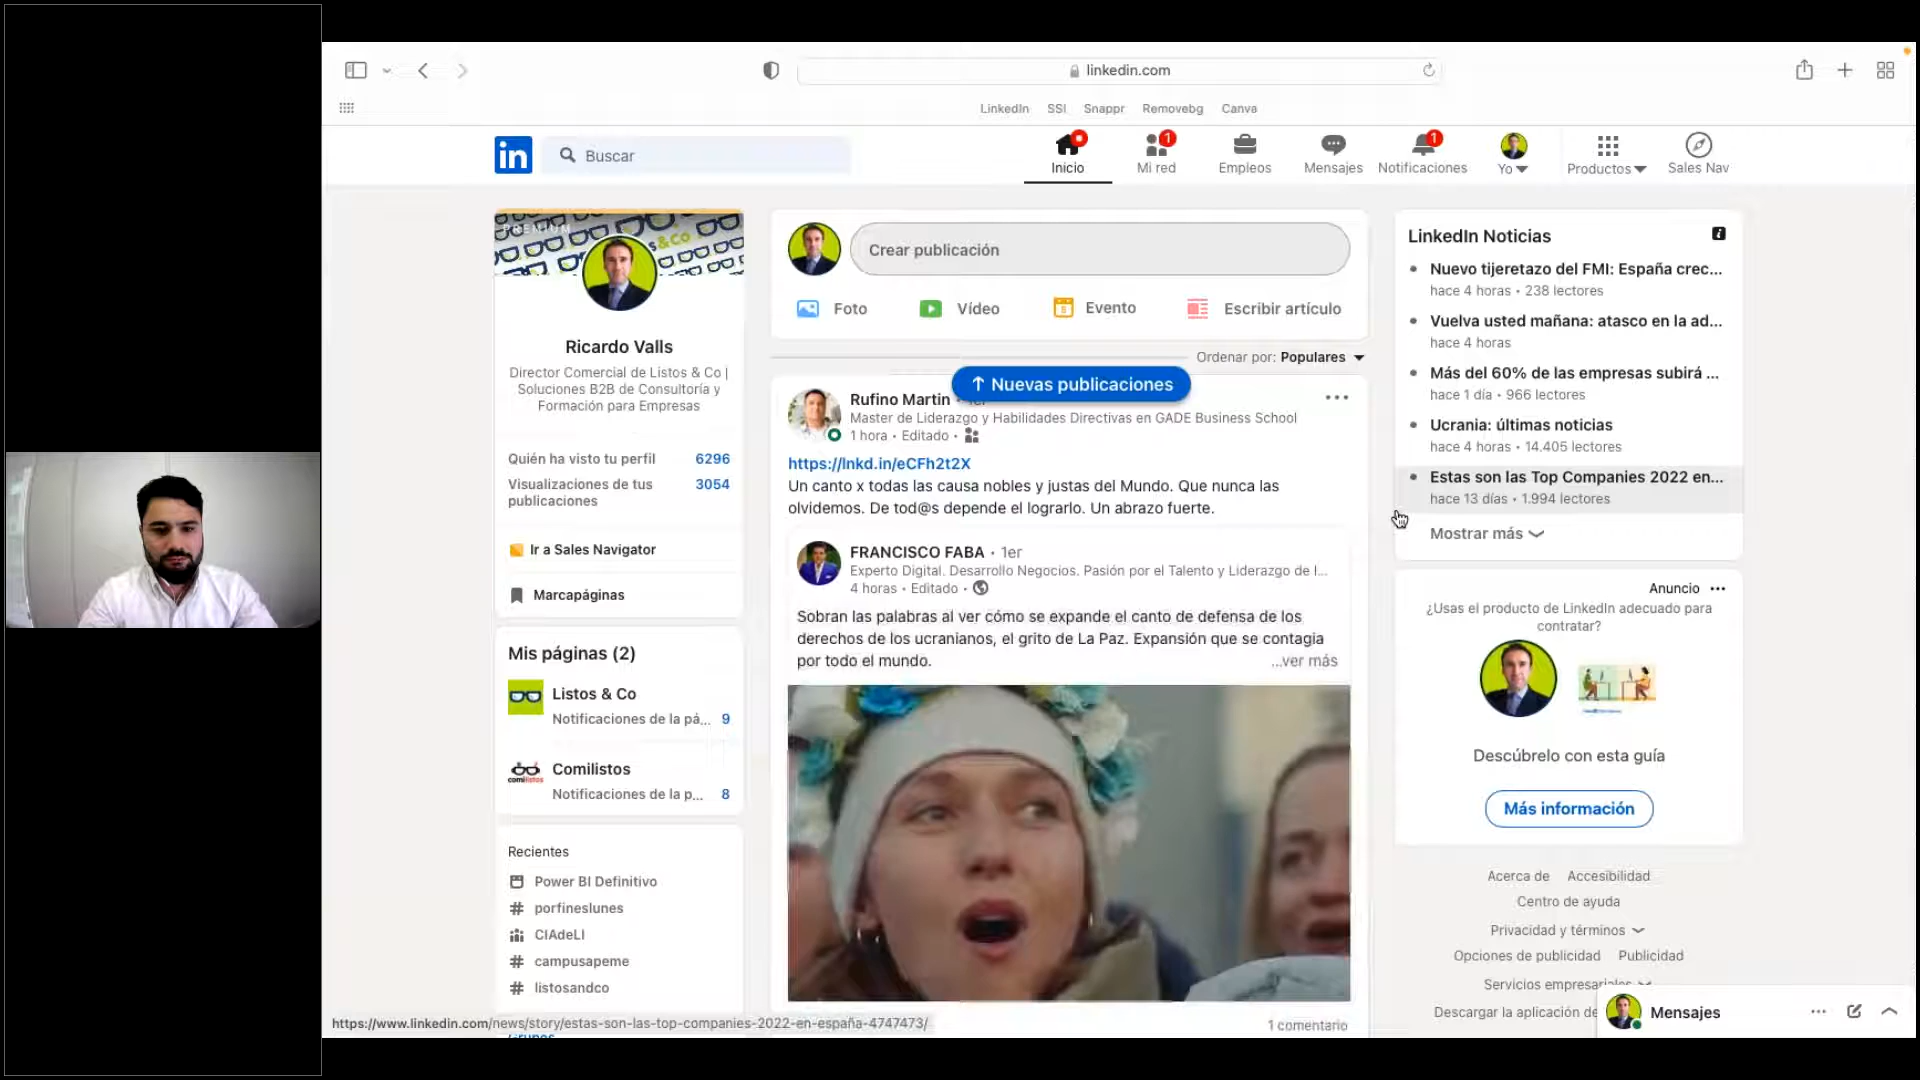 linkedin.com
LinkedIn SSI Snappr Removebg Canva
in
Buscar
Inicio
1
Mi red
Empleos
Mensajes
1
Notificaciones
Yo
Productos
Sales Nav
PREMIUM
s&Co
Ricardo Valls
Director Comercial de Listos & Co |
Soluciones B2B de Consultoría y
Formación para Empresas
Quién ha visto tu perfil 6296
Visualizaciones de tus 3054
publicaciones
Ir a Sales Navigator
Marcapáginas
Mis páginas (2)
Listos & Co
Notificaciones de la pá... 9
Comilistos
Notificaciones de la p... 8
Recientes
Power BI Definitivo
# porfineslunes
CIAdeLI
# campusapeme
# listosandco
Grupos
https://www.linkedin.com/news/story/estas-son-las-top-companies-2022-en-españa-4747473/
Crear publicación
Foto
Vídeo
Evento
Escribir artículo
Ordenar por: Populares
↑ Nuevas publicaciones
Rufino Martin • 1er
Master de Liderazgo y Habilidades Directivas en GADE Business School
1 hora • Editado •
https://lnkd.in/eCFh2t2X
Un canto x todas las causa nobles y justas del Mundo. Que nunca las
olvidemos. De tod@s depende el lograrlo. Un abrazo fuerte.
FRANCISCO FABA • 1er
Experto Digital. Desarrollo Negocios. Pasión por el Talento y Liderazgo de l...
4 horas • Editado •
Sobran las palabras al ver cómo se expande el canto de defensa de los
derechos de los ucranianos, el grito de La Paz. Expansión que se contagia
por todo el mundo. ...ver más
1 comentario
LinkedIn Noticias
Nuevo tijeretazo del FMI: España crec...
hace 4 horas • 238 lectores
Vuelva usted mañana: atasco en la ad...
hace 4 horas
Más del 60% de las empresas subirá ...
hace 1 día • 966 lectores
Ucrania: últimas noticias
hace 4 horas • 14.405 lectores
Estas son las Top Companies 2022 en...
hace 13 días • 1.994 lectores
Mostrar más
Anuncio
¿Usas el producto de LinkedIn adecuado para
contratar?
Descúbrelo con esta guía
Más información
Acerca de Accesibilidad
Centro de ayuda
Privacidad y términos
Opciones de publicidad Publicidad
Servicios empresariales
Descargar la aplicación de
Mensajes